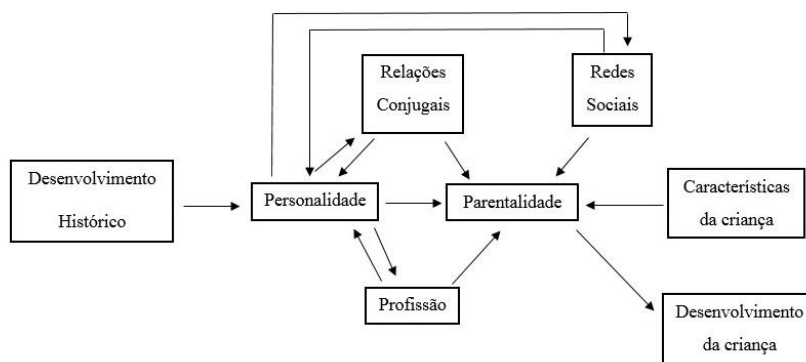 Relações
Conjugais
Redes
Sociais
Desenvolvimento
Histórico
Personalidade
Parentalidade
Características
da criança
Profissão
Desenvolvimento
da criança